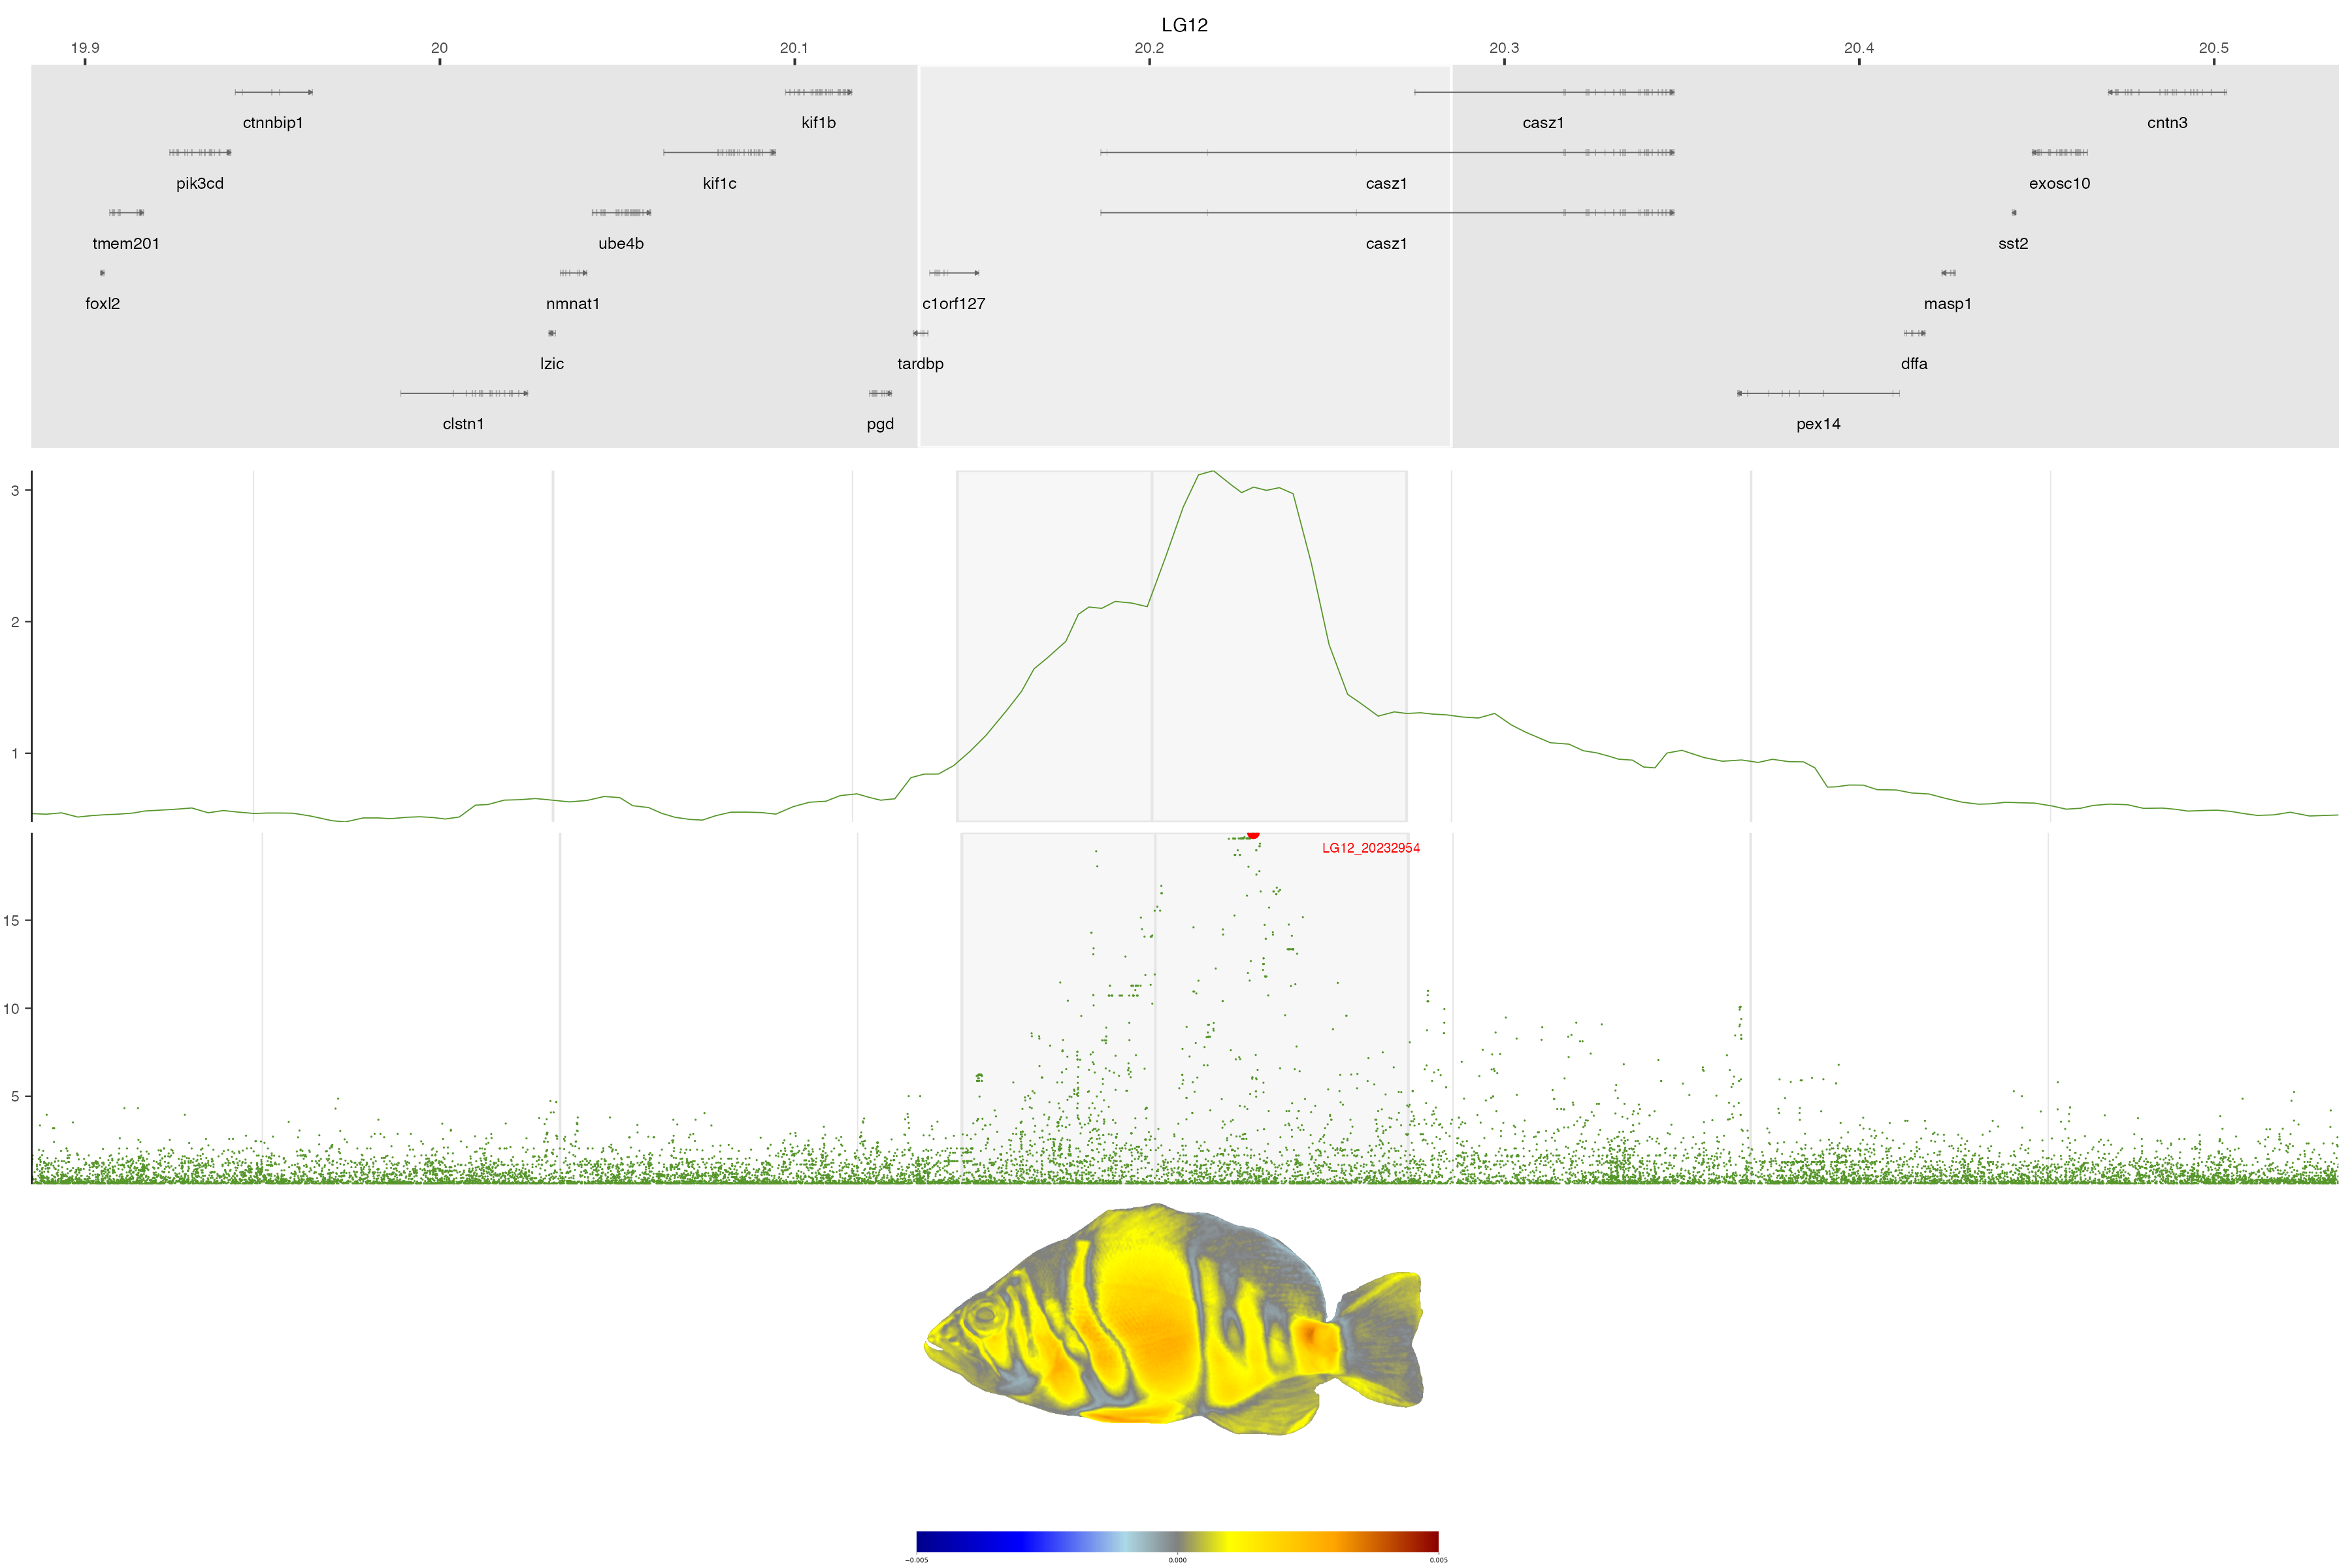 LG12
19.9 20 20.1 20.2 20.3 20.4 20.5
ctnnbip1 kif1b casz1 cntn3
pik3cd kif1c casz1 exosc10
tmem201 ube4b casz1 sst2
foxl2 nmnat1 c1orf127 masp1
lzic tardbp dffa
clstn1 pgd pex14
3
2
1
LG12_20232954
15
10
5
−0.005 0.000 0.005